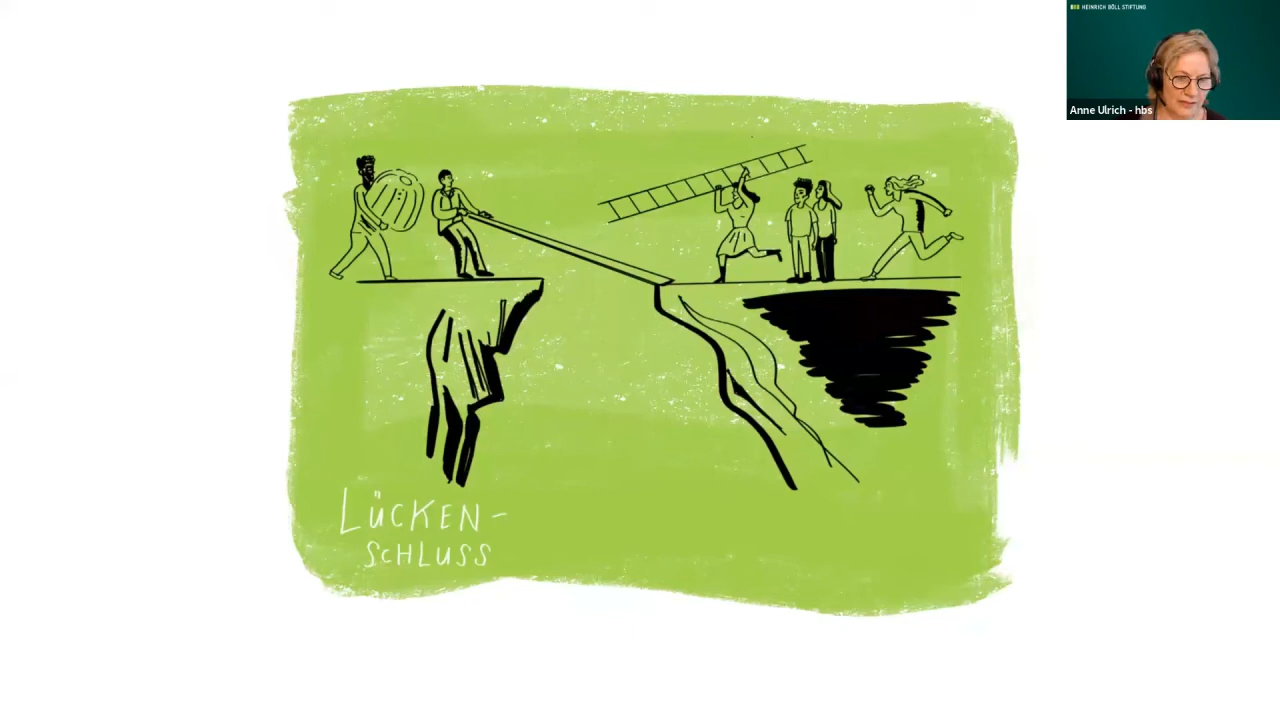 HEINRICH BÖLL STIFTUNG
Anne Ulrich - hbs
LÜCKEN-
SCHLUSS